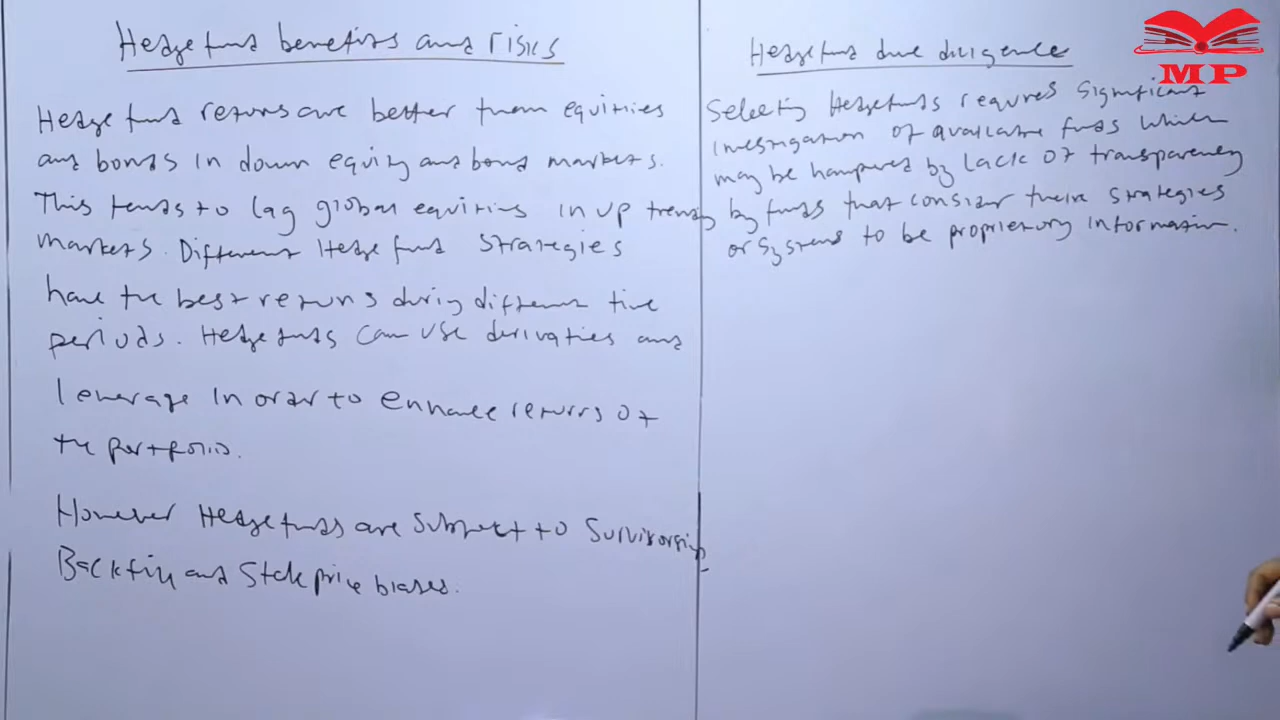 Hedge fund benefits and risks
Hedge fund returns are better than equities
and bonds in down equity and bond markets.
This tends to lag global equities in up trendy
markets. Different Hedge fund strategies
have the best returns during different time
periods. Hedge funds can use derivaties and
leverage in order to enhance returns of
the portfolio.
However Hedge funds are subject to survivorship
Backfill and Stale price biases.
Hedge fund due diligence
Selecting Hedge funds requres significant
investigation of available funds which
may be hampered by lack of transparency
by funds that consider their strategies
or systems to be proprietory information.
MP